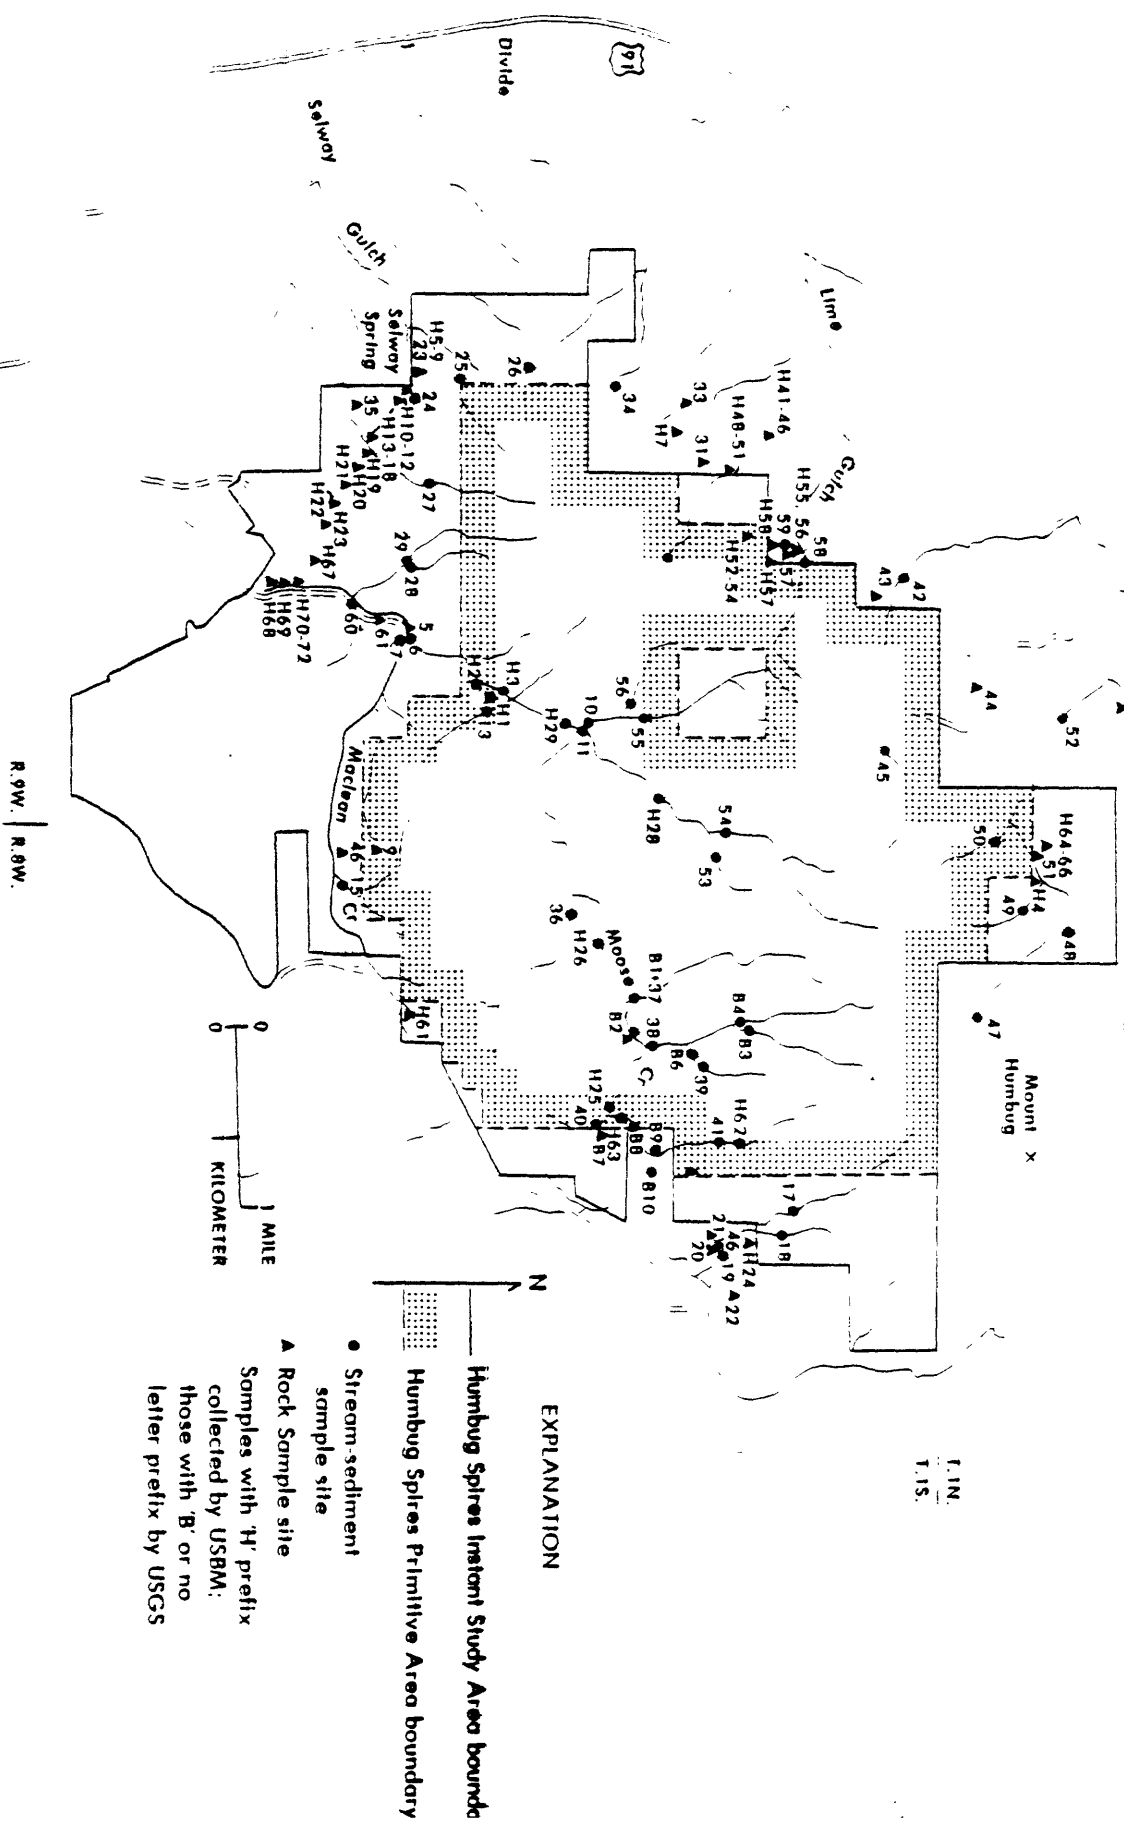 91
Divide
Selway
Gulch
Lime
Gulch
H41-46
H48-51
33
H7
31
34
26
25
H5-9
23
Selway
Spring
24
H10-12
H13-18
35
H19
H20
H21
H22
H23
27
H67
29
28
H55,
56
59
58
H58
57
H57
H52-54
42
43
44
52
45
H70-72
H69
H68
60
61
5
6
7
H3
H2
H1
13
10
11
H29
56
55
H28
54
53
Maclean
Cr
9
46
15
36
H26
Moose
Cr
B1·37
B2
38
B4
B3
B6
39
H61
H25
40
H63
B7
B8
B9
B10
41
H62
H64-66
51
50
H4
49
48
47
Mount
Humbug
x
17
18
21
46
H24
19
20
22
R.9W. | R.8W.
0
1 MILE
0
KILOMETER
N
T.1N.
T.1S.
EXPLANATION
Humbug Spires Instant Study Area bounda
Humbug Spires Primitive Area boundary
Stream-sediment
sample site
Rock Sample site
Samples with 'H' prefix
collected by USBM;
those with 'B' or no
letter prefix by USGS